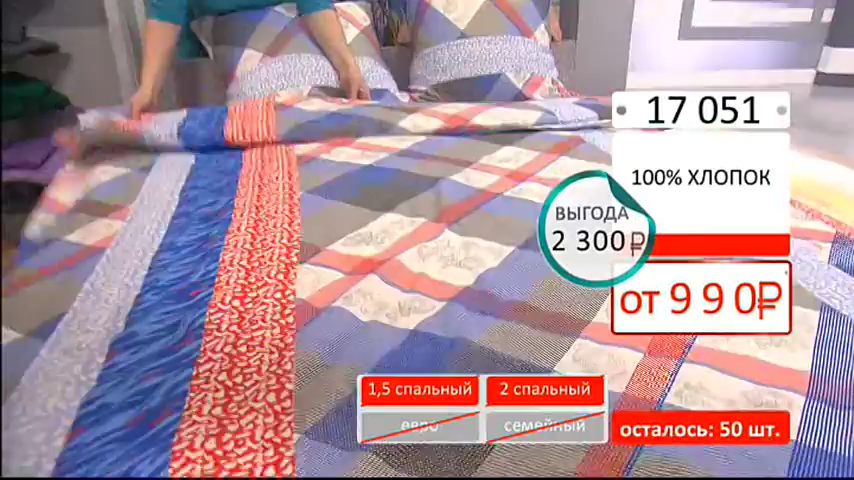 17 051
100% ХЛОПОК
ВЫГОДА
2 300 ₽
от 990₽
1,5 спальный
2 спальный
евро
семейный
осталось: 50 шт.